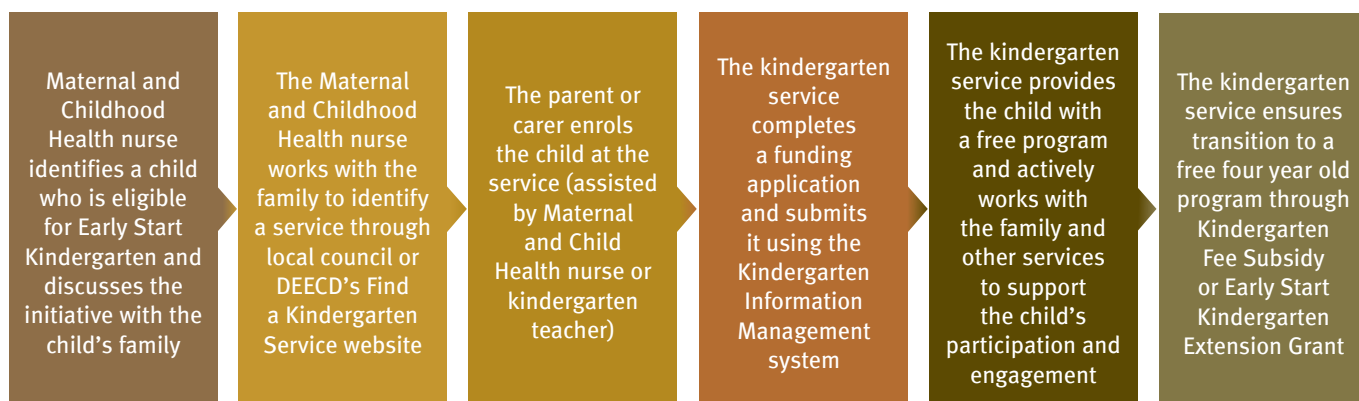 Maternal and
Childhood
Health nurse
identifies a child
who is eligible
for Early Start
Kindergarten and
discusses the
initiative with the
child’s family
The Maternal
and Childhood
Health nurse
works with the
family to identify
a service through
local council or
DEECD’s Find
a Kindergarten
Service website
The parent or
carer enrols
the child at the
service (assisted
by Maternal
and Child
Health nurse or
kindergarten
teacher)
The kindergarten
service
completes
a funding
application
and submits
it using the
Kindergarten
Information
Management
system
The kindergarten
service provides
the child with
a free program
and actively
works with
the family and
other services
to support
the child’s
participation and
engagement
The kindergarten
service ensures
transition to a
free four year old
program through
Kindergarten
Fee Subsidy
or Early Start
Kindergarten
Extension Grant